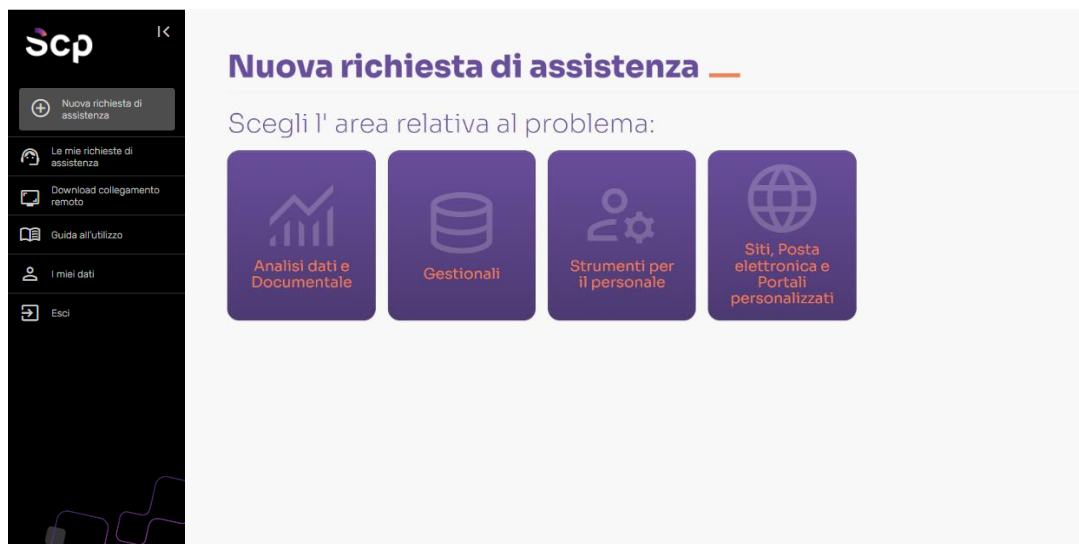 Scp
Nuova richiesta di
assistenza
Le mie richieste di
assistenza
Download collegamento
remoto
Guida all'utilizzo
I miei dati
Esci
Nuova richiesta di assistenza
Scegli l' area relativa al problema:
Analisi dati e
Documentale
Gestionali
Strumenti per
il personale
Siti, Posta
elettronica e
Portali
personalizzati